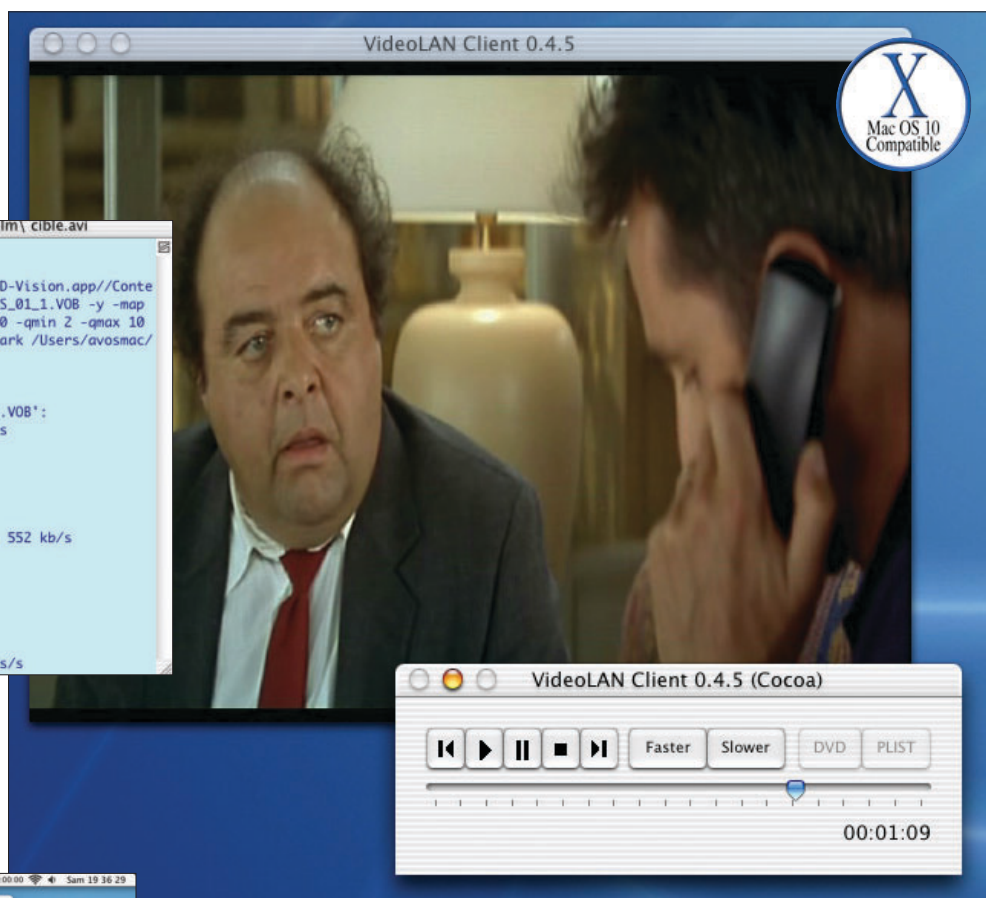 VideoLAN Client 0.4.5
X
Mac OS 10
Compatible
lm\ cible.avi
D-Vision.app//Conte
S_01_1.VOB -y -map
0 -qmin 2 -qmax 10
ark /Users/avosmac/
.VOB':
s
552 kb/s
s/s
VideoLAN Client 0.4.5 (Cocoa)
Faster
Slower
DVD
PLIST
00:01:09
:00:00 Sam 19 36 29